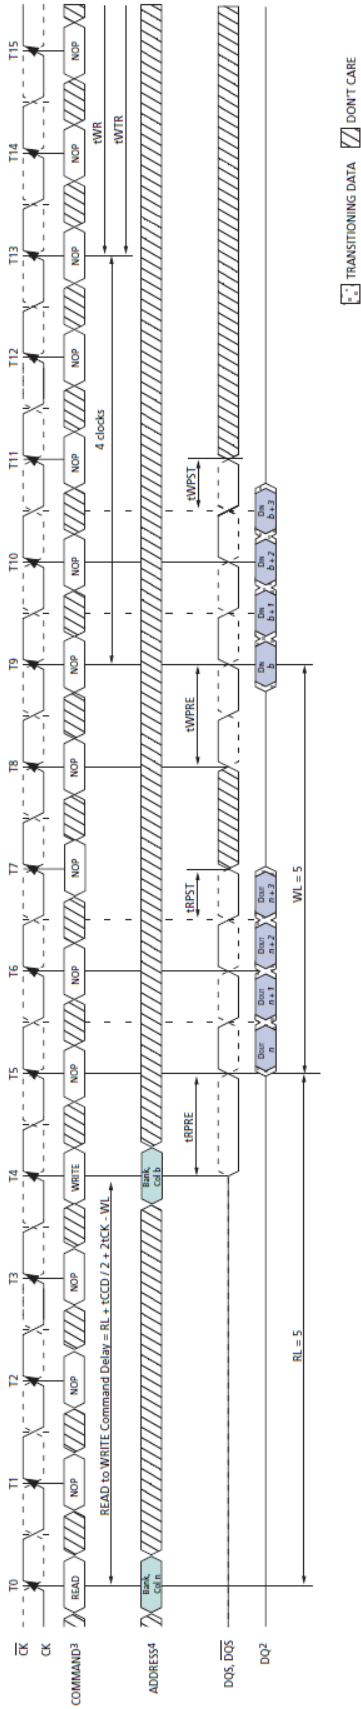 T0 T1 T2 T3 T4 T5 T6 T7 T8 T9 T10 T11 T12 T13 T14 T15
CK
CK
COMMAND3 READ NOP NOP NOP WRITE NOP NOP NOP NOP NOP NOP NOP NOP NOP NOP NOP
READ to WRITE Command Delay = RL + tCCD / 2 + 2tCK - WL
4 clocks
tWR
tWTR
ADDRESS4 Bank, Col n Bank, Col b
tRPRE tRPST tWPRE tWPST
DQS, DQS
DQ2 DOUT n DOUT n + 1 DOUT n + 2 DOUT n + 3 DIN b DIN b + 1 DIN b + 2 DIN b + 3
RL = 5 WL = 5
TRANSITIONING DATA DON'T CARE